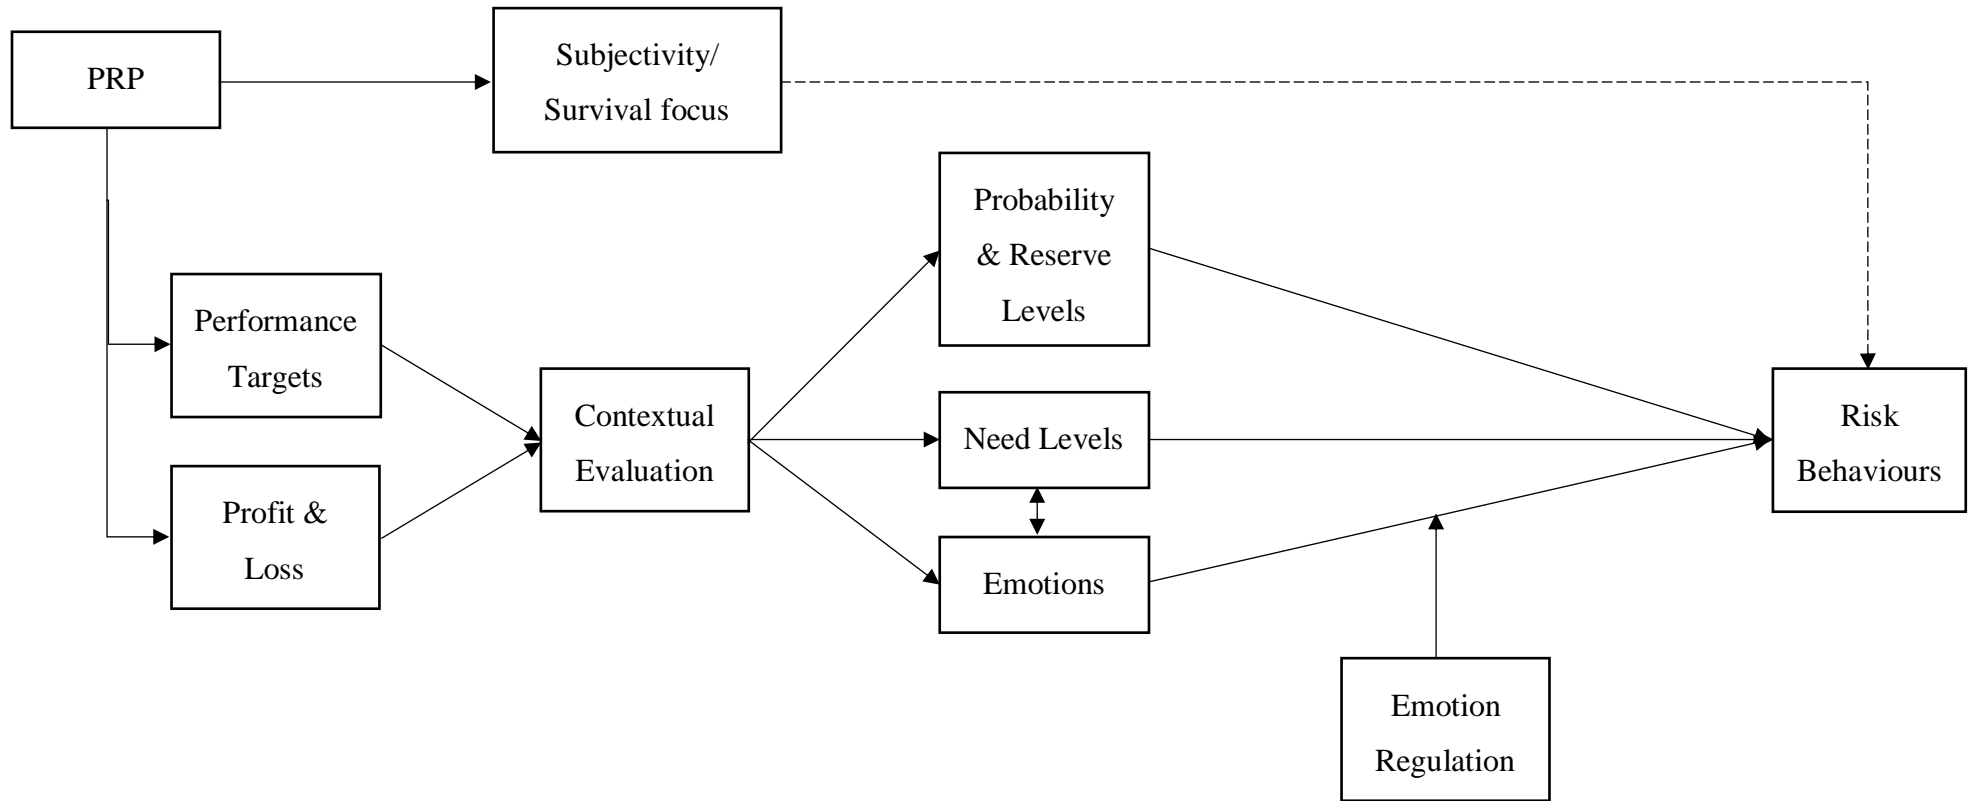 PRP
Subjectivity/
Survival focus
Probability
& Reserve
Levels
Performance
Targets
Contextual
Evaluation
Need Levels
Risk
Behaviours
Profit &
Loss
Emotions
Emotion
Regulation